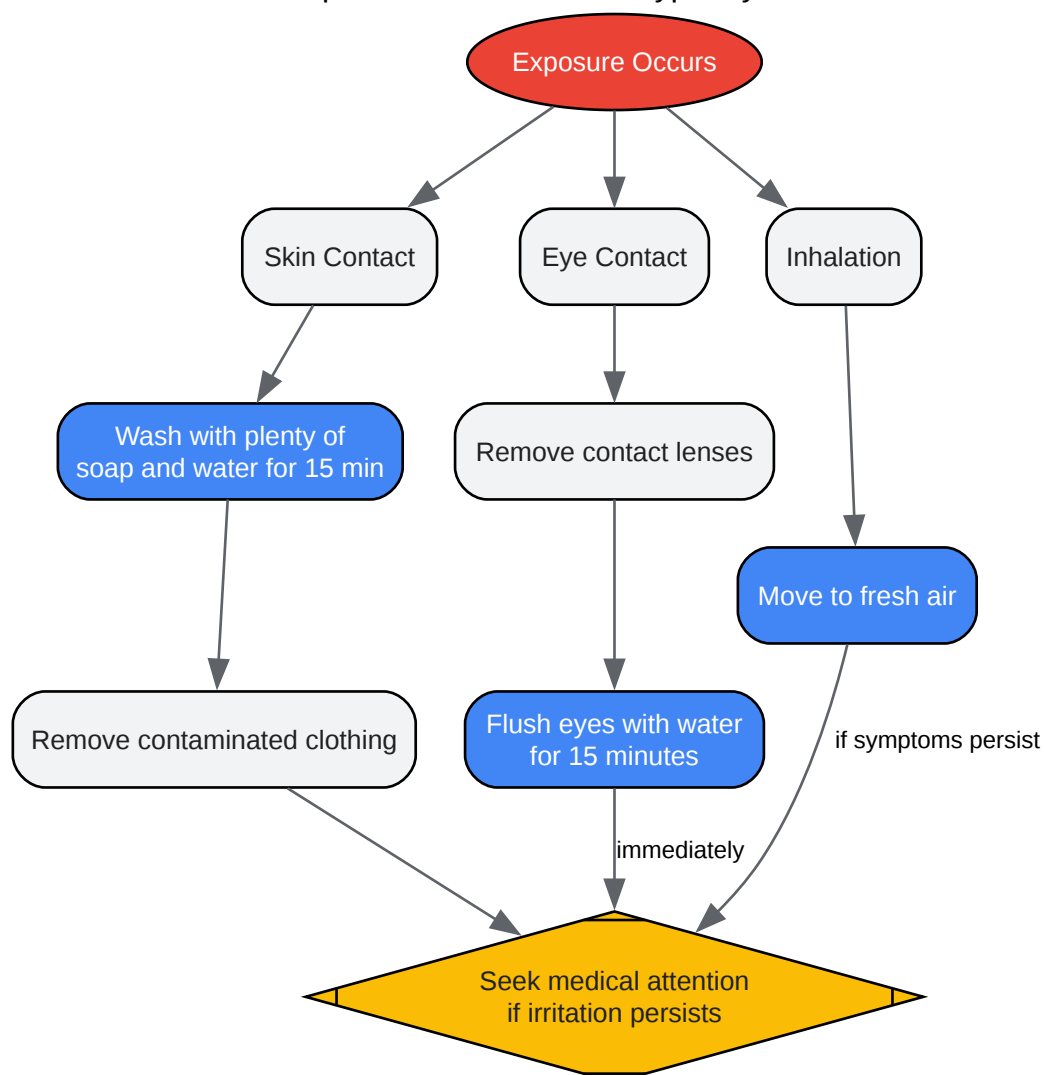 Exposure Occurs
Skin Contact
Eye Contact
Inhalation
Wash with plenty of
soap and water for 15 min
Remove contact lenses
Move to fresh air
Remove contaminated clothing
Flush eyes with water
for 15 minutes
if symptoms persist
immediately
Seek medical attention
if irritation persists